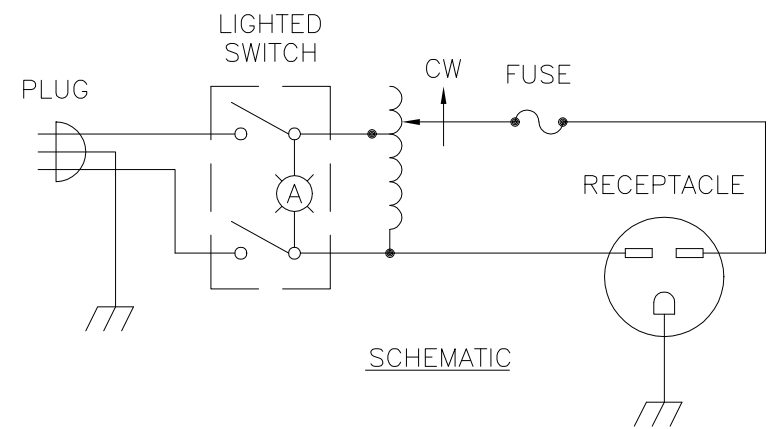 LIGHTED
SWITCH
PLUG
CW
FUSE
A
RECEPTACLE
SCHEMATIC